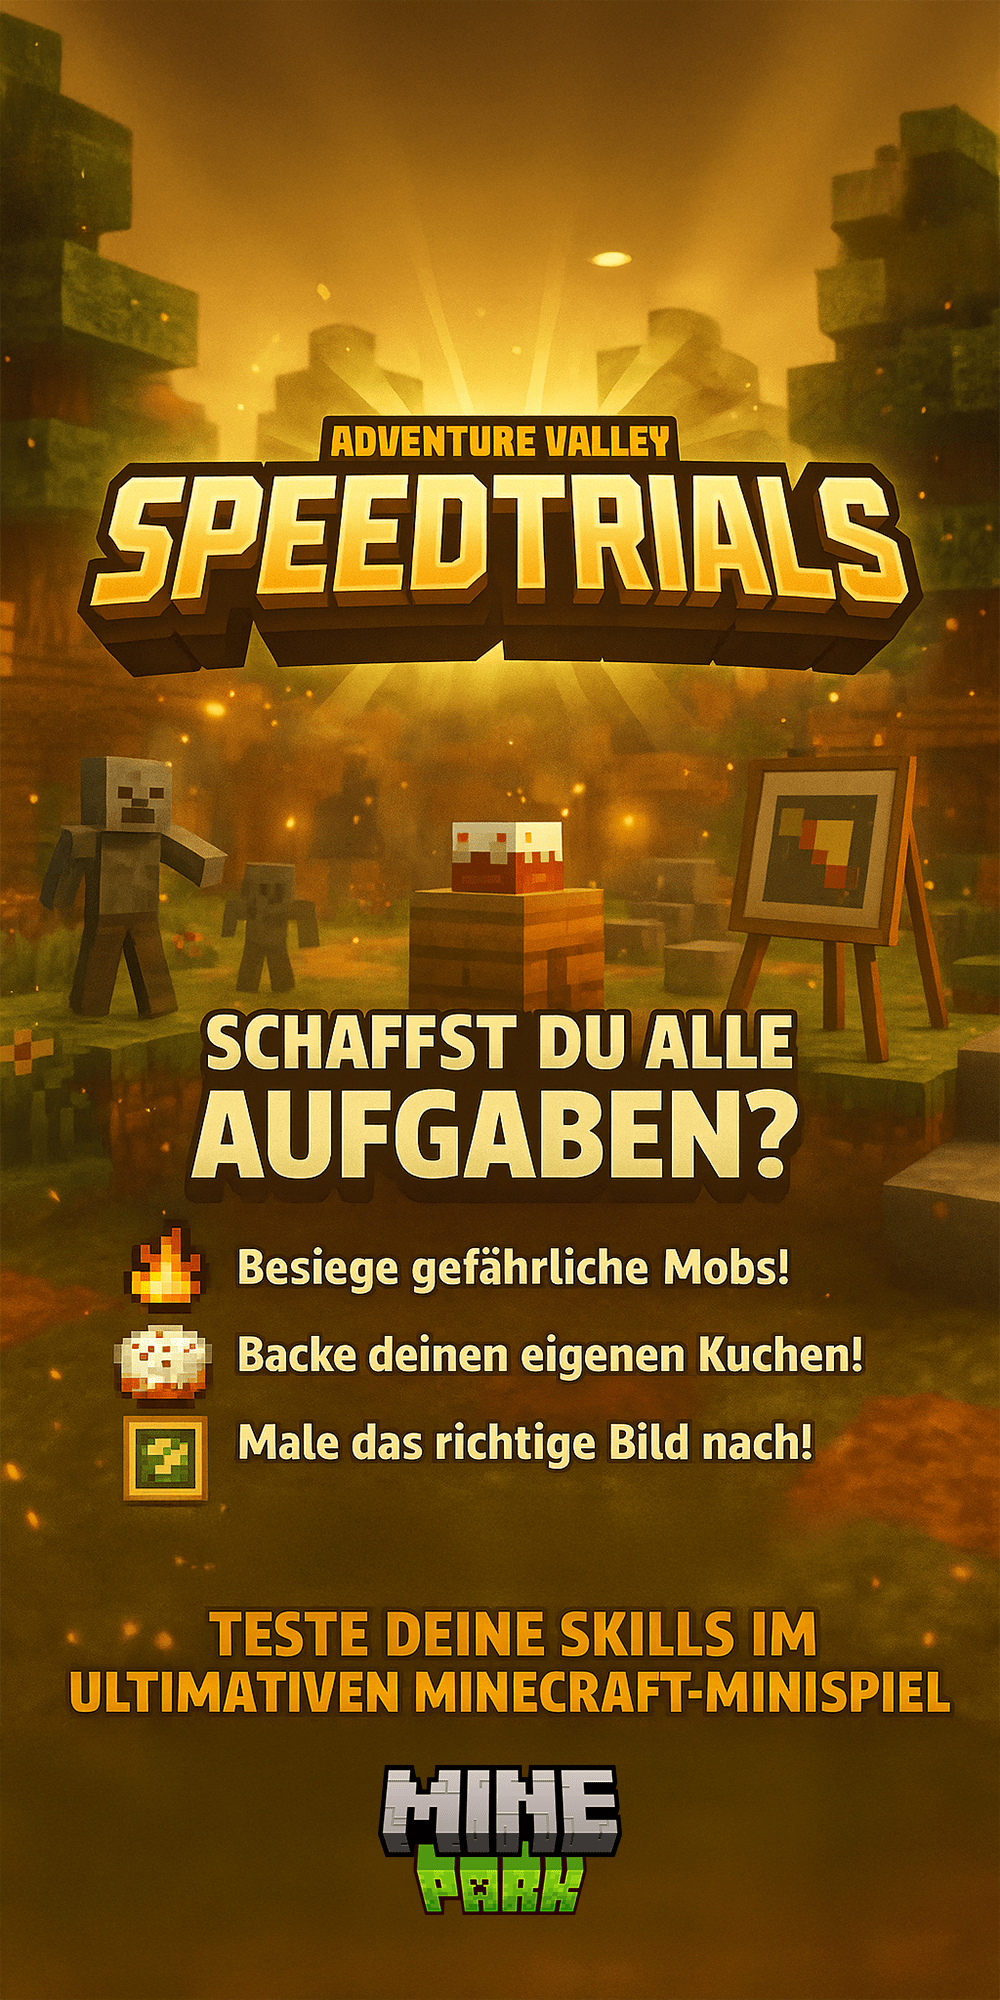 ADVENTURE VALLEY
SPEEDTRIALS
SCHAFFST DU ALLE
AUFGABEN?
Besiege gefährliche Mobs!
Backe deinen eigenen Kuchen!
Male das richtige Bild nach!
TESTE DEINE SKILLS IM
ULTIMATIVEN MINECRAFT-MINISPIEL
MINE
PARK